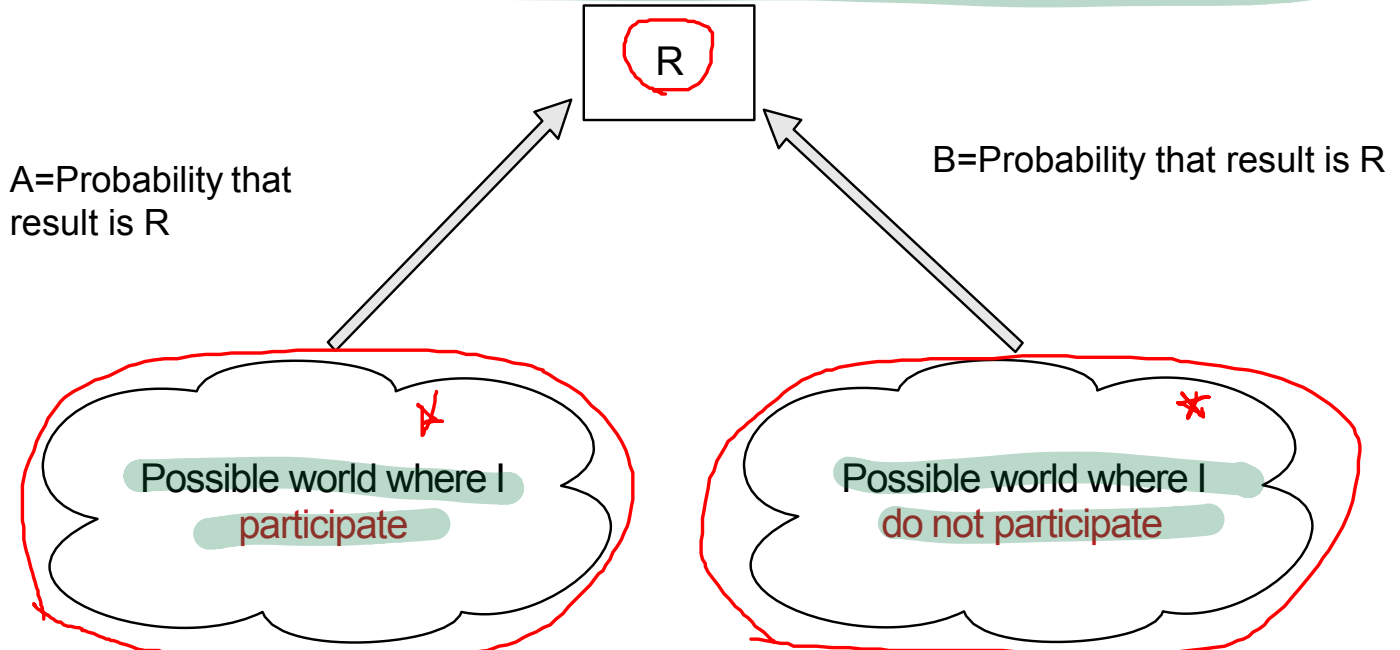 R
A=Probability that
result is R
B=Probability that result is R
Possible world where I
participate
Possible world where I
do not participate